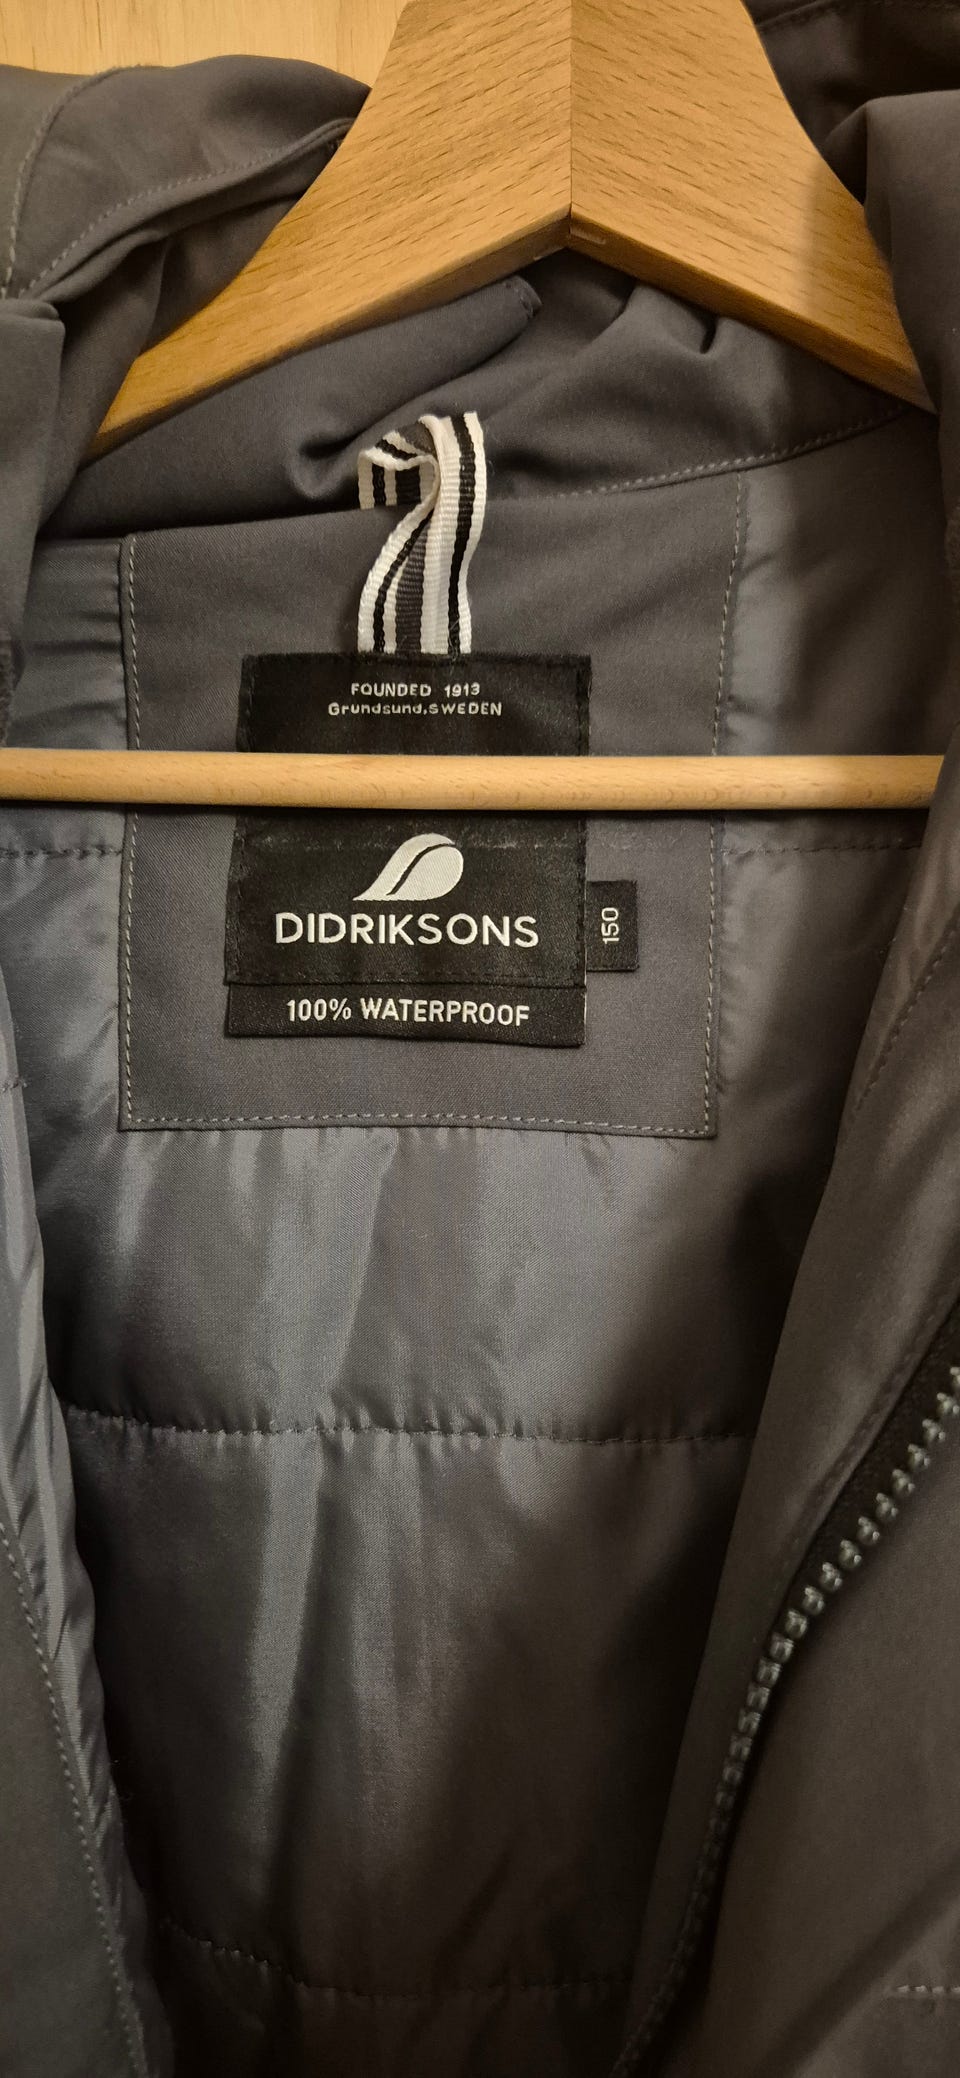 FOUNDED 1913
Grundsund,SWEDEN
DIDRIKSONS
150
100% WATERPROOF